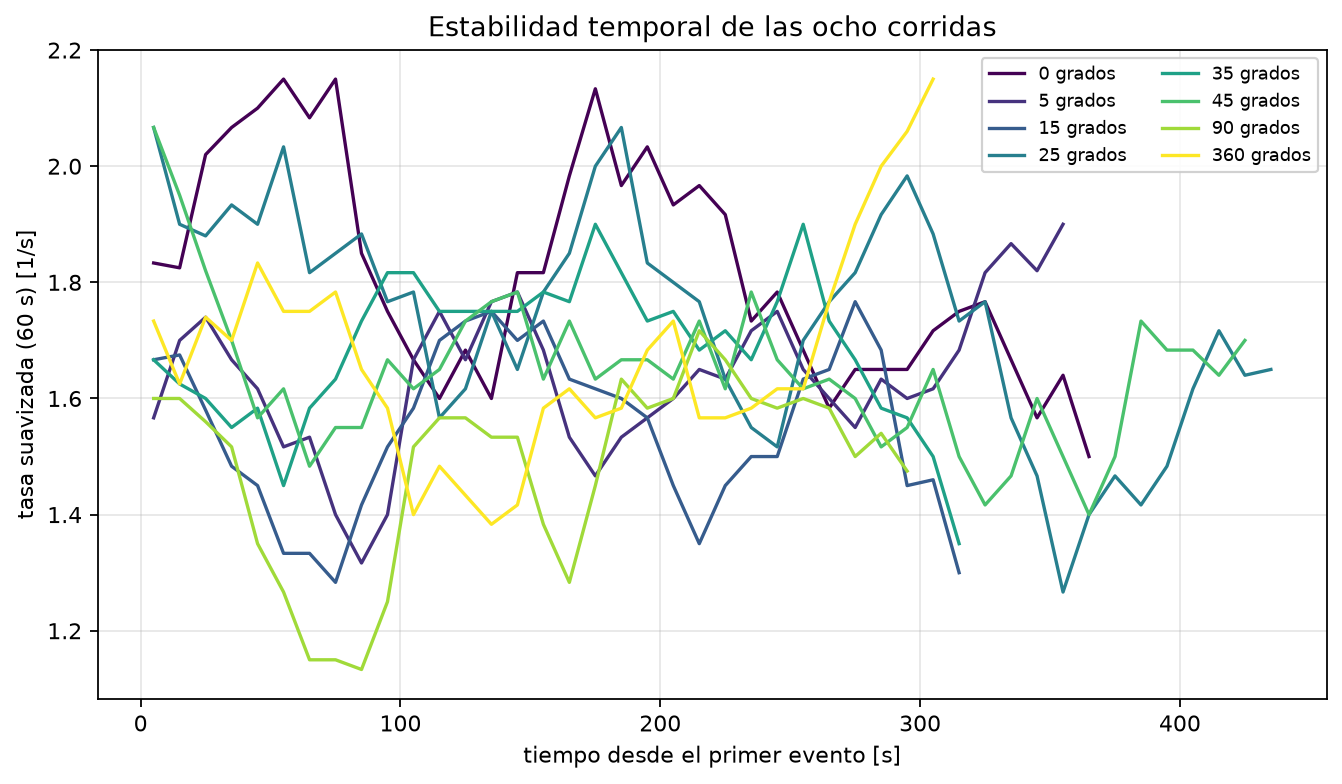 Estabilidad temporal de las ocho corridas
tasa suavizada (60 s) [1/s]
2.2
2.0
1.8
1.6
1.4
1.2
0 grados
5 grados
15 grados
25 grados
35 grados
45 grados
90 grados
360 grados
0 100 200 300 400
tiempo desde el primer evento [s]